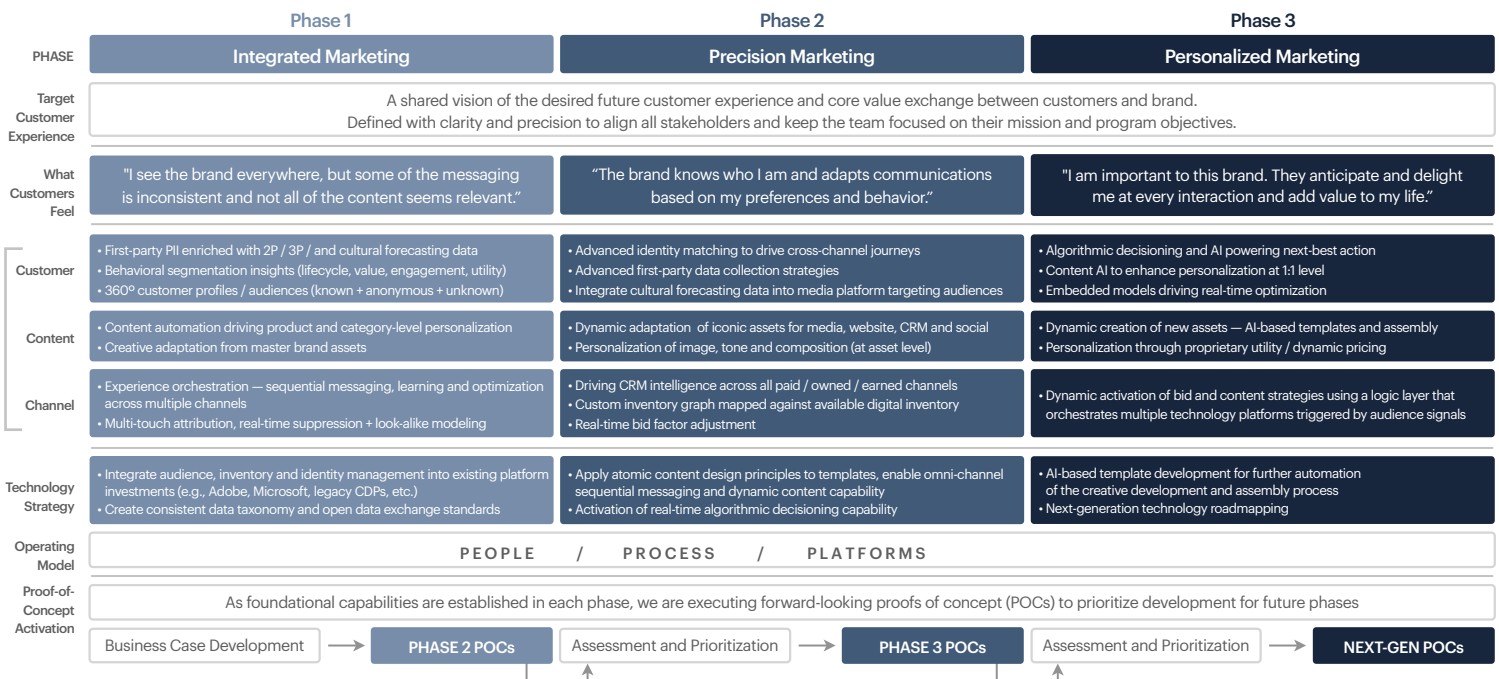 Phase 1
Phase 2
Phase 3
PHASE
Integrated Marketing
Precision Marketing
Personalized Marketing
Target
Customer
Experience
A shared vision of the desired future customer experience and core value exchange between customers and brand.
Defined with clarity and precision to align all stakeholders and keep the team focused on their mission and program objectives.
What
Customers
Feel
"I see the brand everywhere, but some of the messaging
is inconsistent and not all of the content seems relevant.”
“The brand knows who I am and adapts communications
based on my preferences and behavior.”
"I am important to this brand. They anticipate and delight
me at every interaction and add value to my life.”
Customer
• First-party PII enriched with 2P / 3P / and cultural forecasting data
• Behavioral segmentation insights (lifecycle, value, engagement, utility)
• 360º customer profiles / audiences (known + anonymous + unknown)
• Advanced identity matching to drive cross-channel journeys
• Advanced first-party data collection strategies
• Integrate cultural forecasting data into media platform targeting audiences
• Algorithmic decisioning and AI powering next-best action
• Content AI to enhance personalization at 1:1 level
• Embedded models driving real-time optimization
Content
• Content automation driving product and category-level personalization
• Creative adaptation from master brand assets
• Dynamic adaptation of iconic assets for media, website, CRM and social
• Personalization of image, tone and composition (at asset level)
• Dynamic creation of new assets — AI-based templates and assembly
• Personalization through proprietary utility / dynamic pricing
Channel
• Experience orchestration — sequential messaging, learning and optimization
across multiple channels
• Multi-touch attribution, real-time suppression + look-alike modeling
• Driving CRM intelligence across all paid / owned / earned channels
• Custom inventory graph mapped against available digital inventory
• Real-time bid factor adjustment
• Dynamic activation of bid and content strategies using a logic layer that
orchestrates multiple technology platforms triggered by audience signals
Technology
Strategy
• Integrate audience, inventory and identity management into existing platform
investments (e.g., Adobe, Microsoft, legacy CDPs, etc.)
• Create consistent data taxonomy and open data exchange standards
• Apply atomic content design principles to templates, enable omni-channel
sequential messaging and dynamic content capability
• Activation of real-time algorithmic decisioning capability
• AI-based template development for further automation
of the creative development and assembly process
• Next-generation technology roadmapping
Operating
Model
PEOPLE / PROCESS / PLATFORMS
Proof-of-
Concept
Activation
As foundational capabilities are established in each phase, we are executing forward-looking proofs of concept (POCs) to prioritize development for future phases
Business Case Development
PHASE 2 POCs
Assessment and Prioritization
PHASE 3 POCs
Assessment and Prioritization
NEXT-GEN POCs